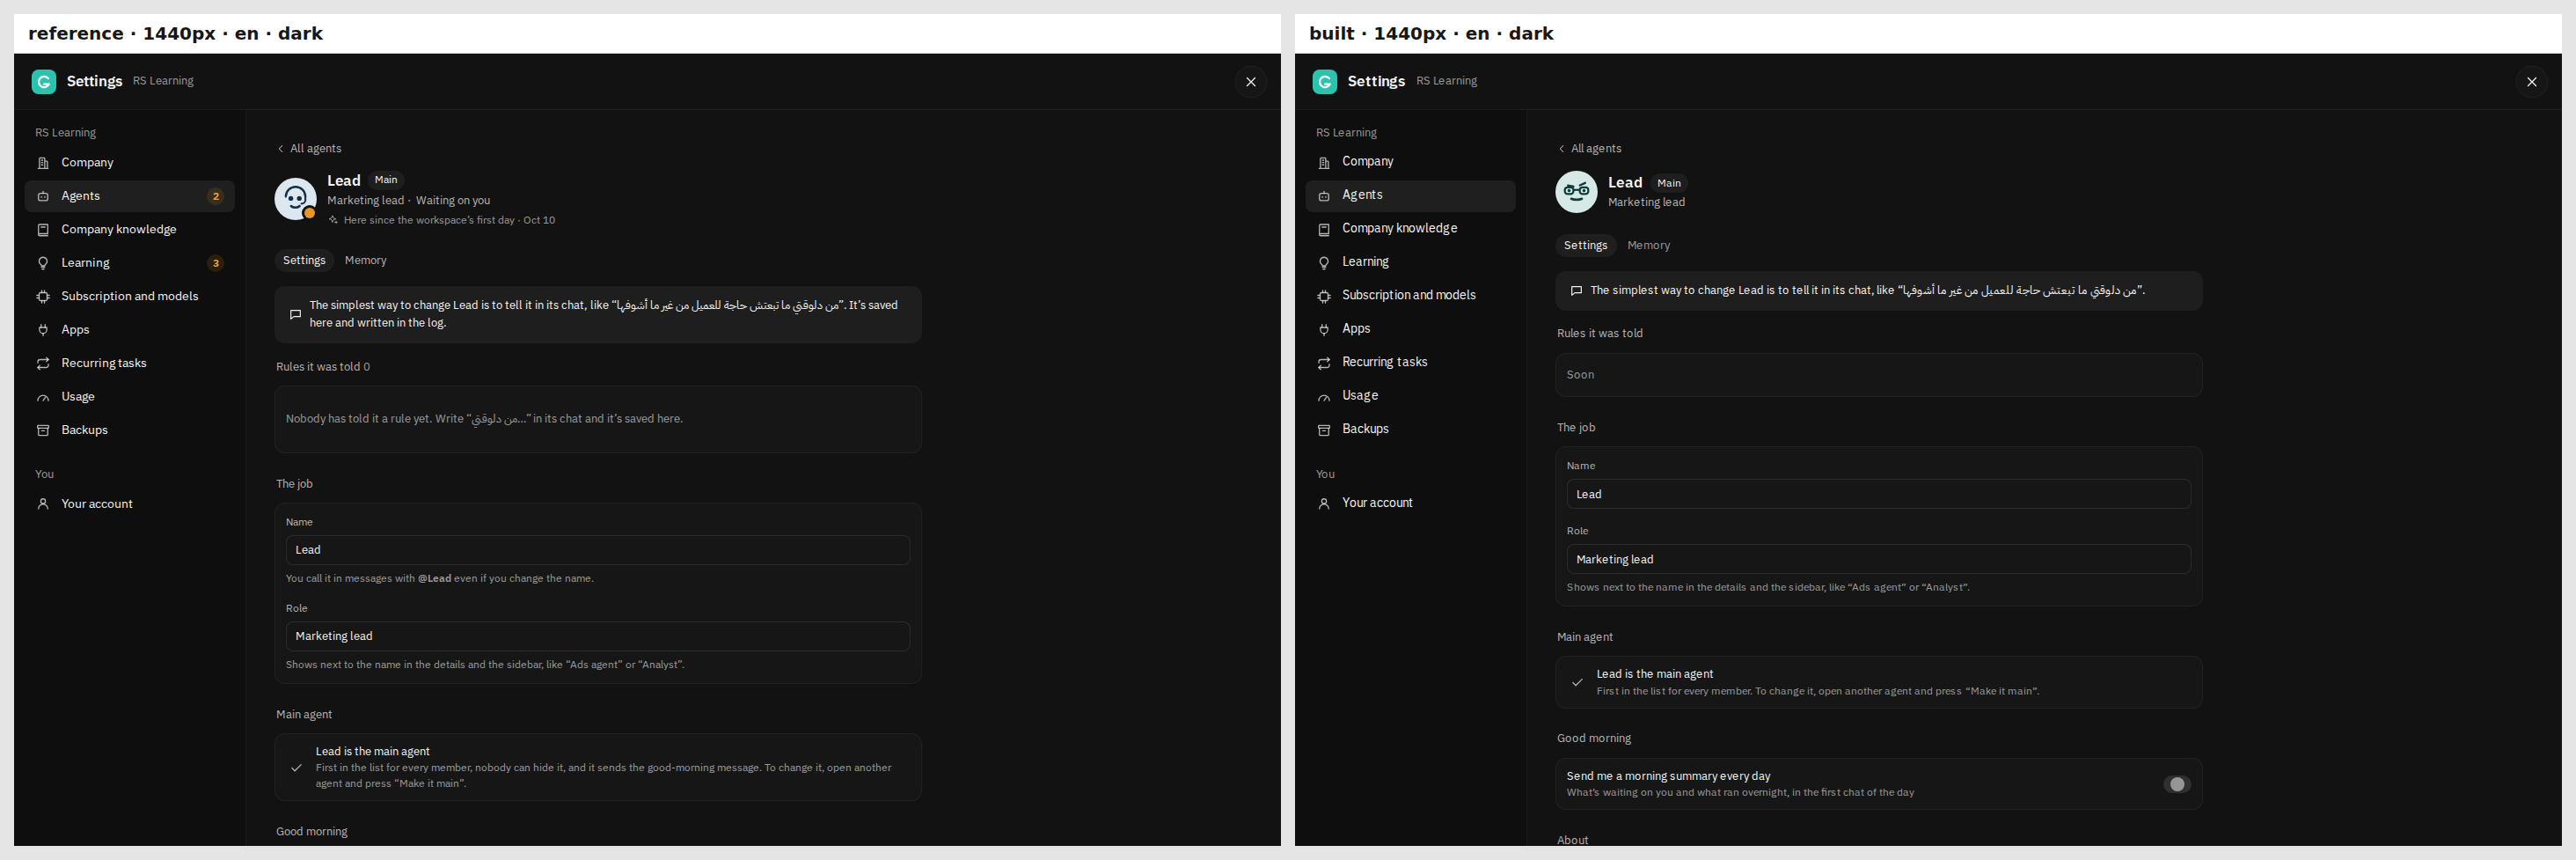 reference · 1440px · en · dark
Settings RS Learning
RS Learning
Company
Agents 2
Company knowledge
Learning 3
Subscription and models
Apps
Recurring tasks
Usage
Backups
You
Your account
All agents
Lead Main
Marketing lead · Waiting on you
Here since the workspace’s first day · Oct 10
Settings Memory
The simplest way to change Lead is to tell it in its chat, like “من دلوقتي ما تبعتش حاجة للعميل من غير ما أشوفها”. It’s saved
here and written in the log.
Rules it was told 0
Nobody has told it a rule yet. Write “من دلوقتي…” in its chat and it’s saved here.
The job
Name
Lead
You call it in messages with @Lead even if you change the name.
Role
Marketing lead
Shows next to the name in the details and the sidebar, like “Ads agent” or “Analyst”.
Main agent
Lead is the main agent
First in the list for every member, nobody can hide it, and it sends the good-morning message. To change it, open another
agent and press “Make it main”.
Good morning
built · 1440px · en · dark
Settings RS Learning
RS Learning
Company
Agents
Company knowledge
Learning
Subscription and models
Apps
Recurring tasks
Usage
Backups
You
Your account
All agents
Lead Main
Marketing lead
Settings Memory
The simplest way to change Lead is to tell it in its chat, like “من دلوقتي ما تبعتش حاجة للعميل من غير ما أشوفها”.
Rules it was told
Soon
The job
Name
Lead
Role
Marketing lead
Shows next to the name in the details and the sidebar, like “Ads agent” or “Analyst”.
Main agent
Lead is the main agent
First in the list for every member. To change it, open another agent and press “Make it main”.
Good morning
Send me a morning summary every day
What’s waiting on you and what ran overnight, in the first chat of the day
About